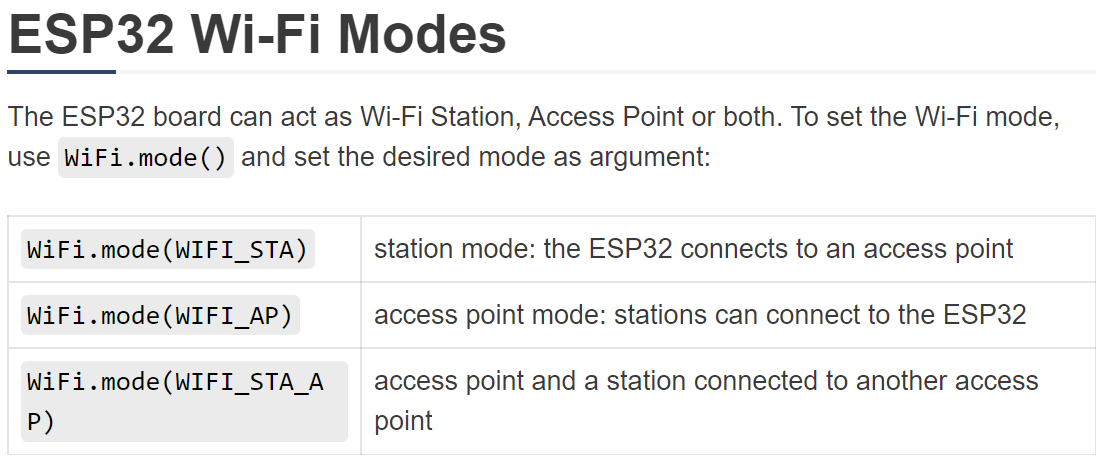 ESP32 Wi-Fi Modes
The ESP32 board can act as Wi-Fi Station, Access Point or both. To set the Wi-Fi mode,
use WiFi.mode() and set the desired mode as argument:
WiFi.mode(WIFI_STA) station mode: the ESP32 connects to an access point
WiFi.mode(WIFI_AP) access point mode: stations can connect to the ESP32
WiFi.mode(WIFI_STA_A access point and a station connected to another access
P) point